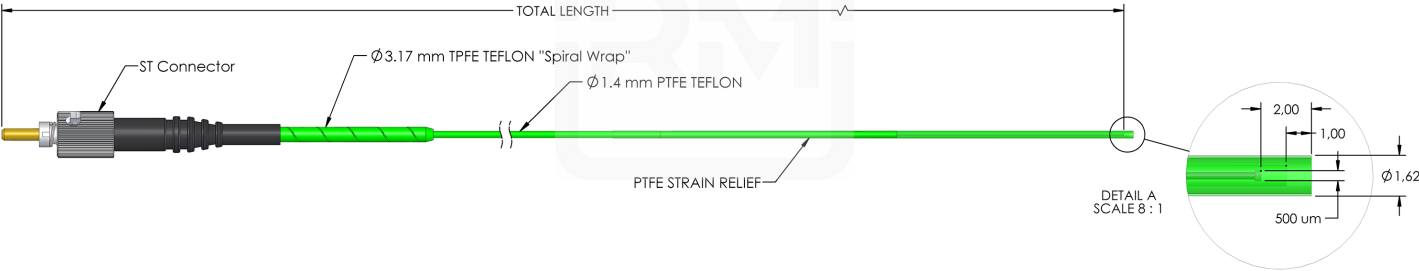 TOTAL LENGTH
Ø3.17 mm TPFE TEFLON "Spiral Wrap"
ST Connector
Ø1.4 mm PTFE TEFLON
PTFE STRAIN RELIEF
2,00
1,00
Ø1,62
500 um
DETAIL A
SCALE 8 : 1
RMI